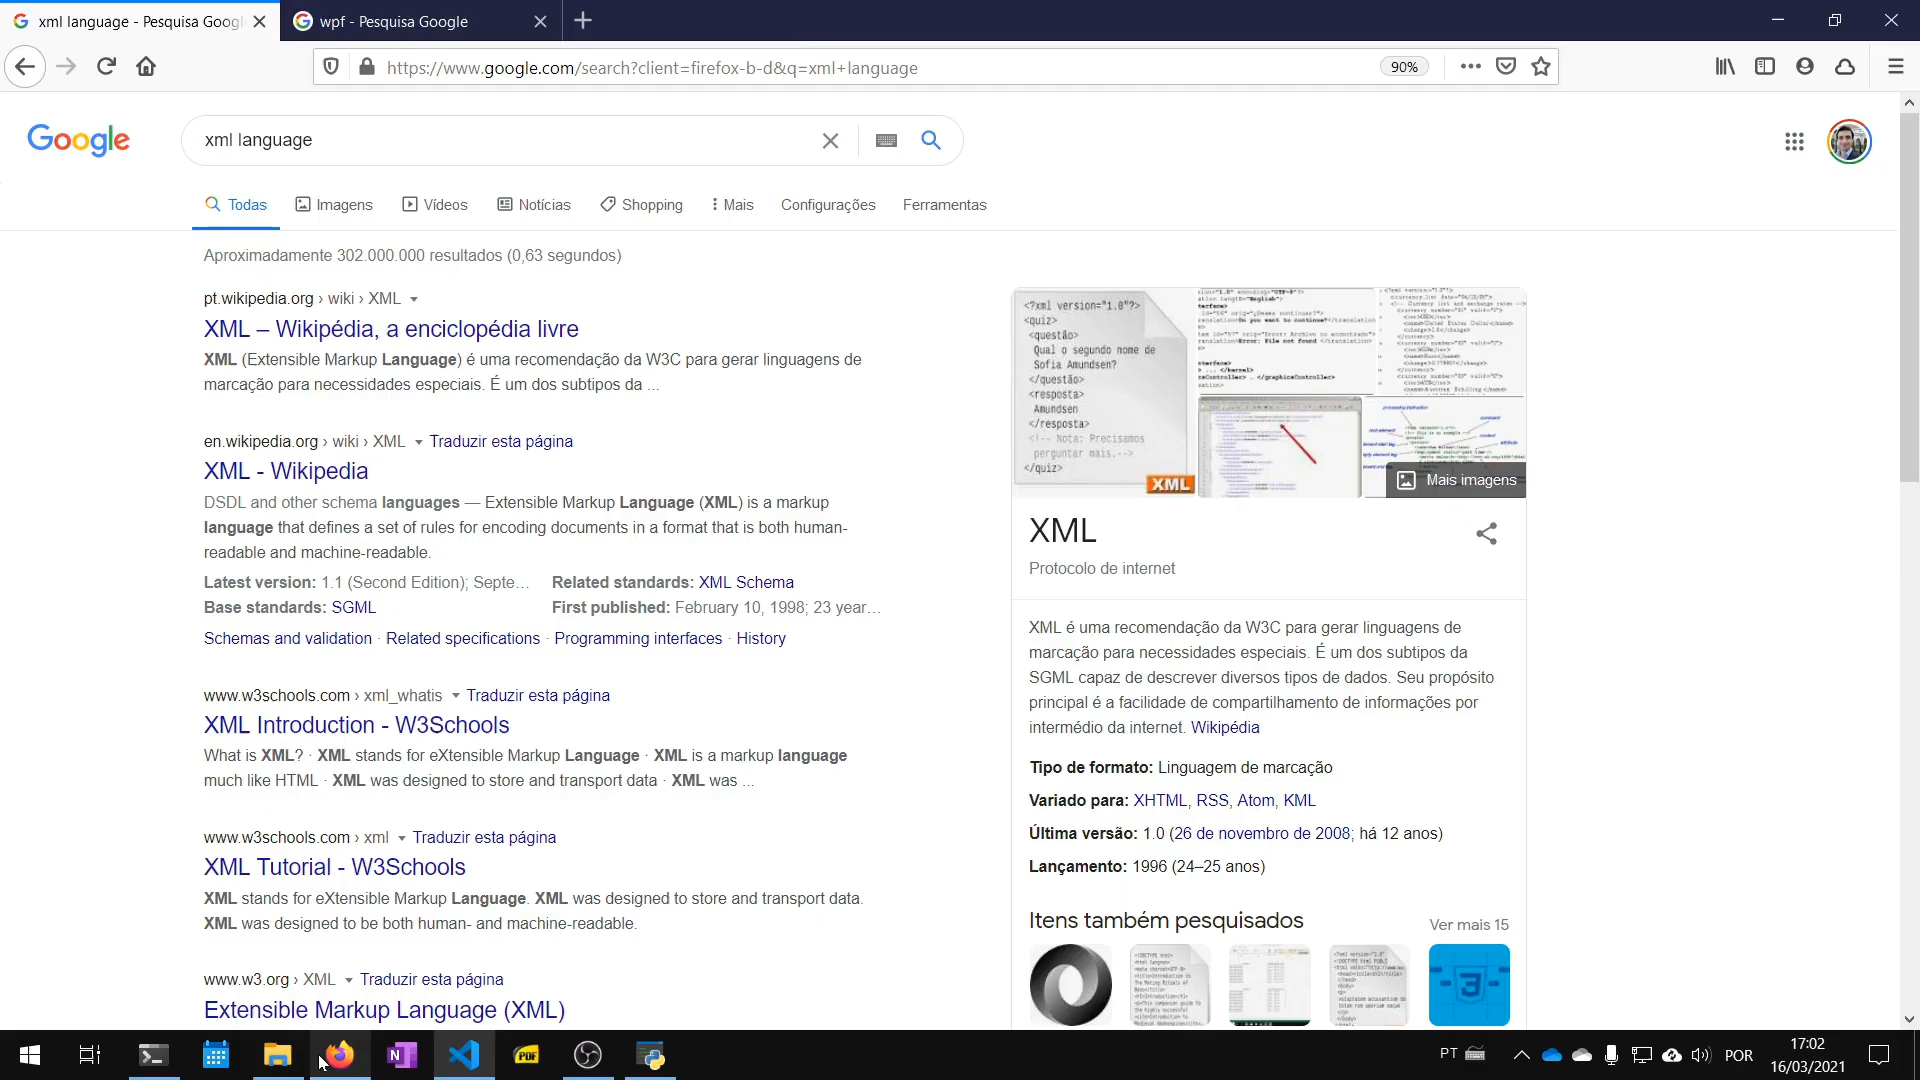 xml language - Pesquisa Googl
wpf - Pesquisa Google
https://www.google.com/search?client=firefox-b-d&q=xml+language
90%
Google
xml language
Todas
Imagens
Vídeos
Notícias
Shopping
Mais
Configurações
Ferramentas
Aproximadamente 302.000.000 resultados (0,63 segundos)
pt.wikipedia.org › wiki › XML
XML – Wikipédia, a enciclopédia livre
XML (Extensible Markup Language) é uma recomendação da W3C para gerar linguagens de
marcação para necessidades especiais. É um dos subtipos da ...
en.wikipedia.org › wiki › XML Traduzir esta página
XML - Wikipedia
DSDL and other schema languages — Extensible Markup Language (XML) is a markup
language that defines a set of rules for encoding documents in a format that is both human-
readable and machine-readable.
Latest version: 1.1 (Second Edition); Septe… Related standards: XML Schema
Base standards: SGML First published: February 10, 1998; 23 year…
Schemas and validation · Related specifications · Programming interfaces · History
www.w3schools.com › xml_whatis Traduzir esta página
XML Introduction - W3Schools
What is XML? · XML stands for eXtensible Markup Language · XML is a markup language
much like HTML · XML was designed to store and transport data · XML was ...
www.w3schools.com › xml Traduzir esta página
XML Tutorial - W3Schools
XML stands for eXtensible Markup Language. XML was designed to store and transport data.
XML was designed to be both human- and machine-readable.
www.w3.org › XML Traduzir esta página
Extensible Markup Language (XML)
<?xml version="1.0"?>
<quiz>
<questão>
Qual o segundo nome de
Sofia Amundsen?
</questão>
<resposta>
Amundsen
</resposta>
<!-- Nota: Precisamos
perguntar mais.-->
</quiz>
XML
Mais imagens
XML
Protocolo de internet
XML é uma recomendação da W3C para gerar linguagens de
marcação para necessidades especiais. É um dos subtipos da
SGML capaz de descrever diversos tipos de dados. Seu propósito
principal é a facilidade de compartilhamento de informações por
intermédio da internet. Wikipédia
Tipo de formato: Linguagem de marcação
Variado para: XHTML, RSS, Atom, KML
Última versão: 1.0 (26 de novembro de 2008; há 12 anos)
Lançamento: 1996 (24–25 anos)
Itens também pesquisados
Ver mais 15
PDF
PT
POR
17:02
16/03/2021